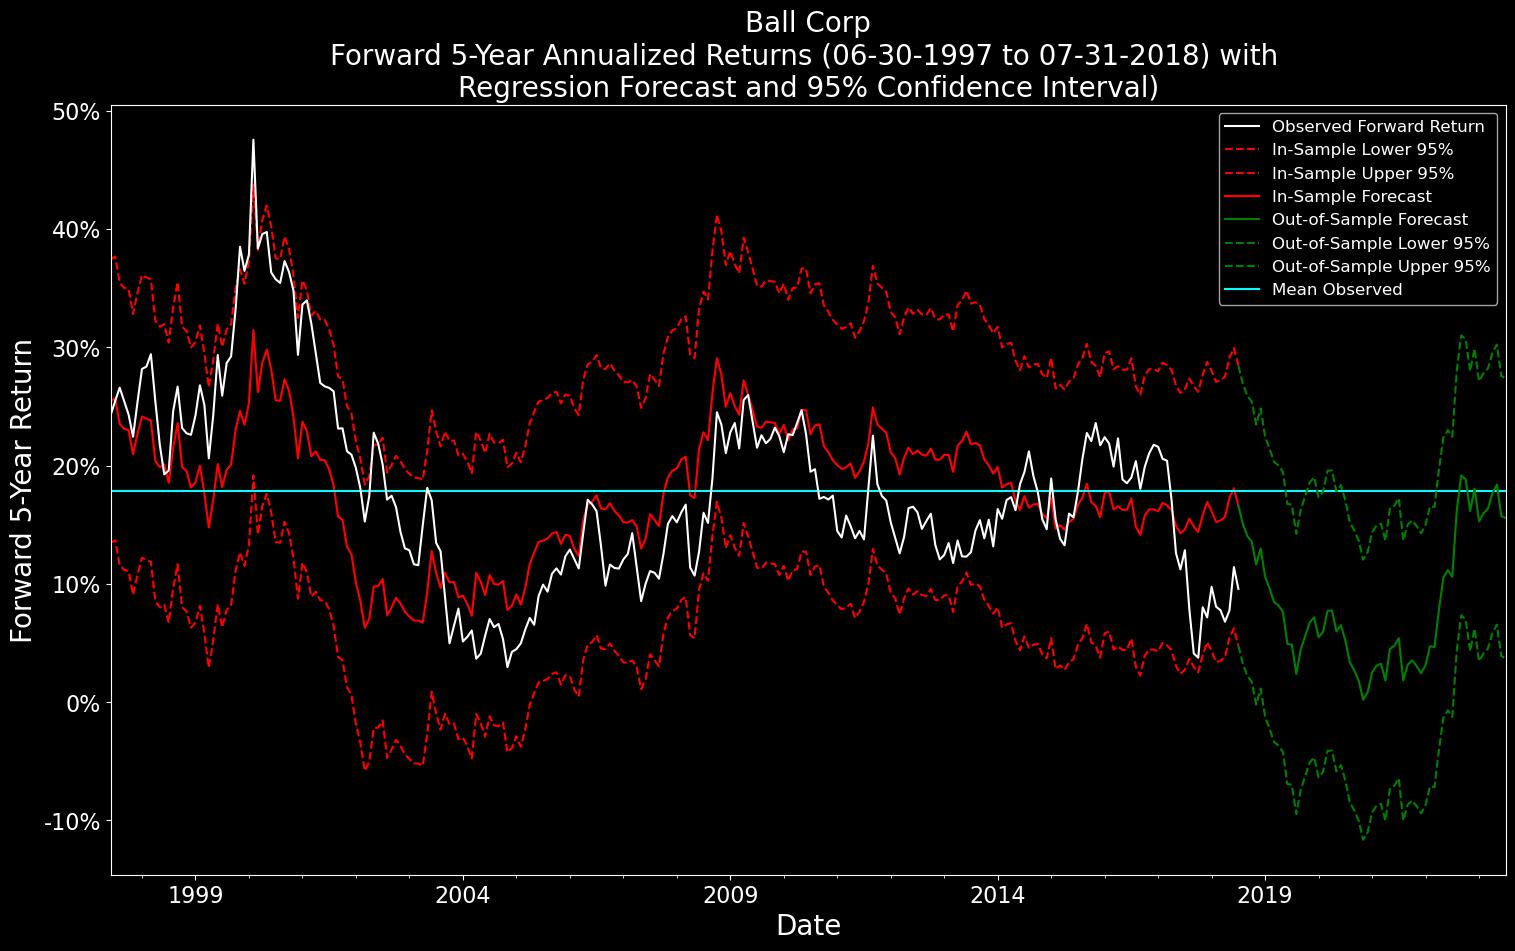 Ball Corp
Forward 5-Year Annualized Returns (06-30-1997 to 07-31-2018) with
Regression Forecast and 95% Confidence Interval)
50%
40%
30%
20%
10%
0%
-10%
Forward 5-Year Return
Observed Forward Return
In-Sample Lower 95%
In-Sample Upper 95%
In-Sample Forecast
Out-of-Sample Forecast
Out-of-Sample Lower 95%
Out-of-Sample Upper 95%
Mean Observed
1999
2004
2009
2014
2019
Date